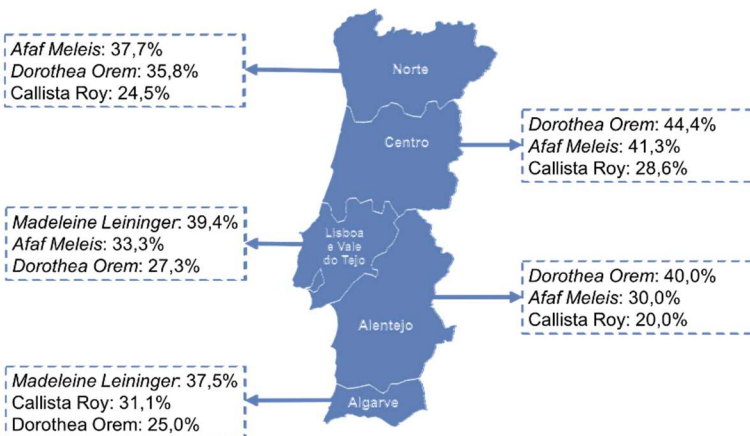 Afaf Meleis: 37,7%
Dorothea Orem: 35,8%
Callista Roy: 24,5%
Norte
Dorothea Orem: 44,4%
Afaf Meleis: 41,3%
Callista Roy: 28,6%
Centro
Madeleine Leininger: 39,4%
Afaf Meleis: 33,3%
Dorothea Orem: 27,3%
Lisboa
e Vale
do Tejo
Dorothea Orem: 40,0%
Afaf Meleis: 30,0%
Callista Roy: 20,0%
Alentejo
Madeleine Leininger: 37,5%
Callista Roy: 31,1%
Dorothea Orem: 25,0%
Algarve